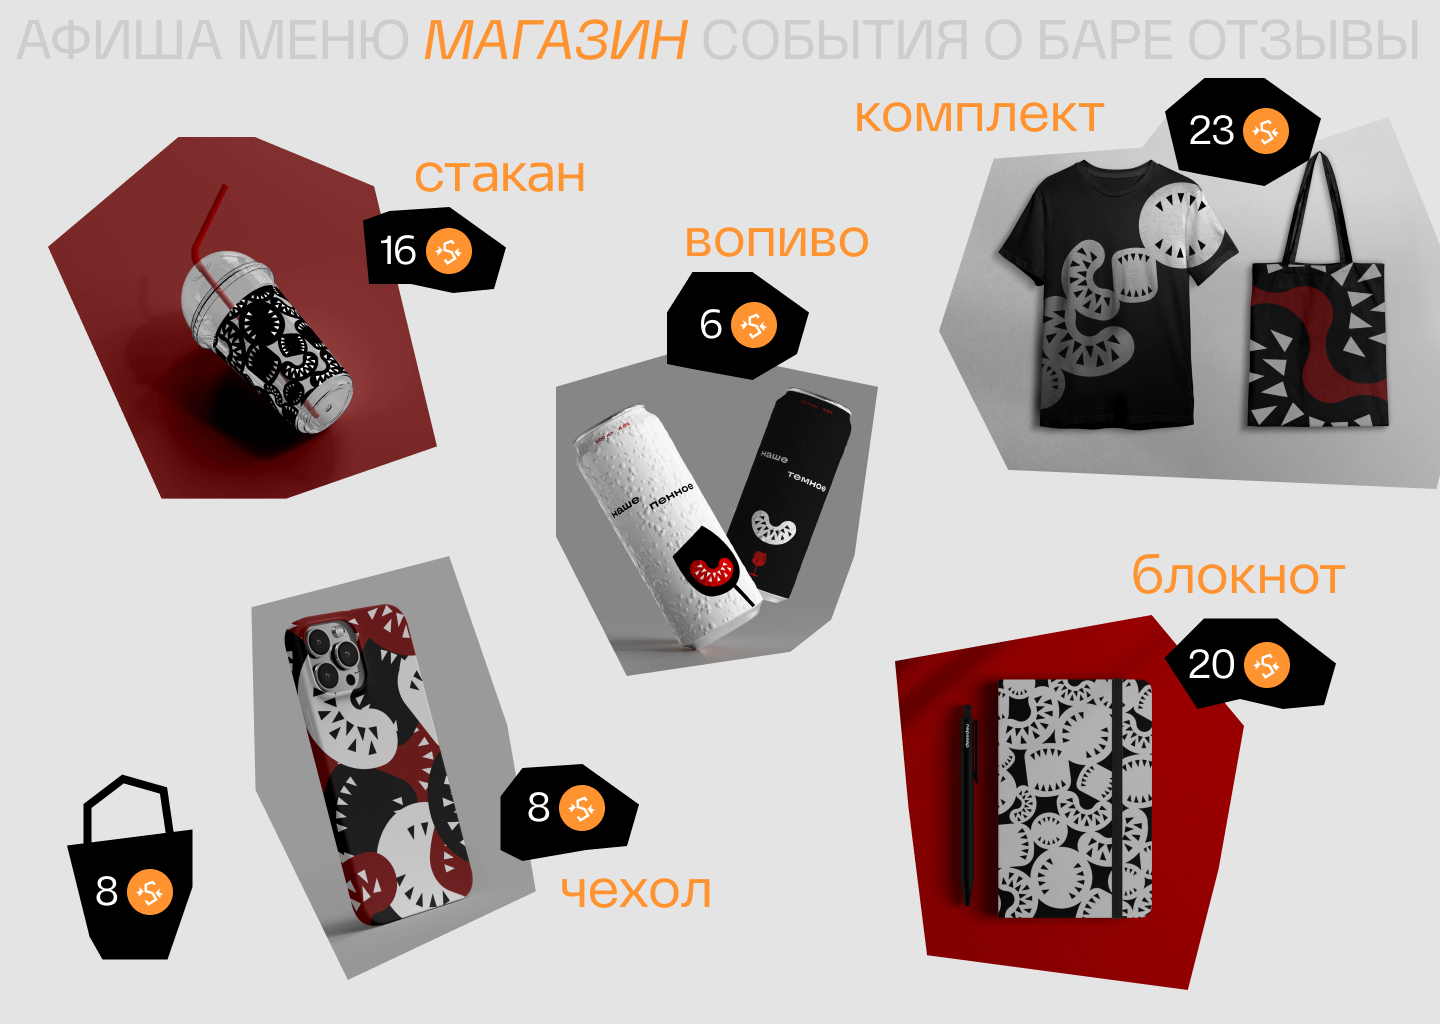 АФИША МЕНЮ МАГАЗИН СОБЫТИЯ О БАРЕ ОТЗЫВЫ
комплект
23
стакан
16
вопиво
6
наше пенное
наше
темное
блокнот
20
8
чехол
8